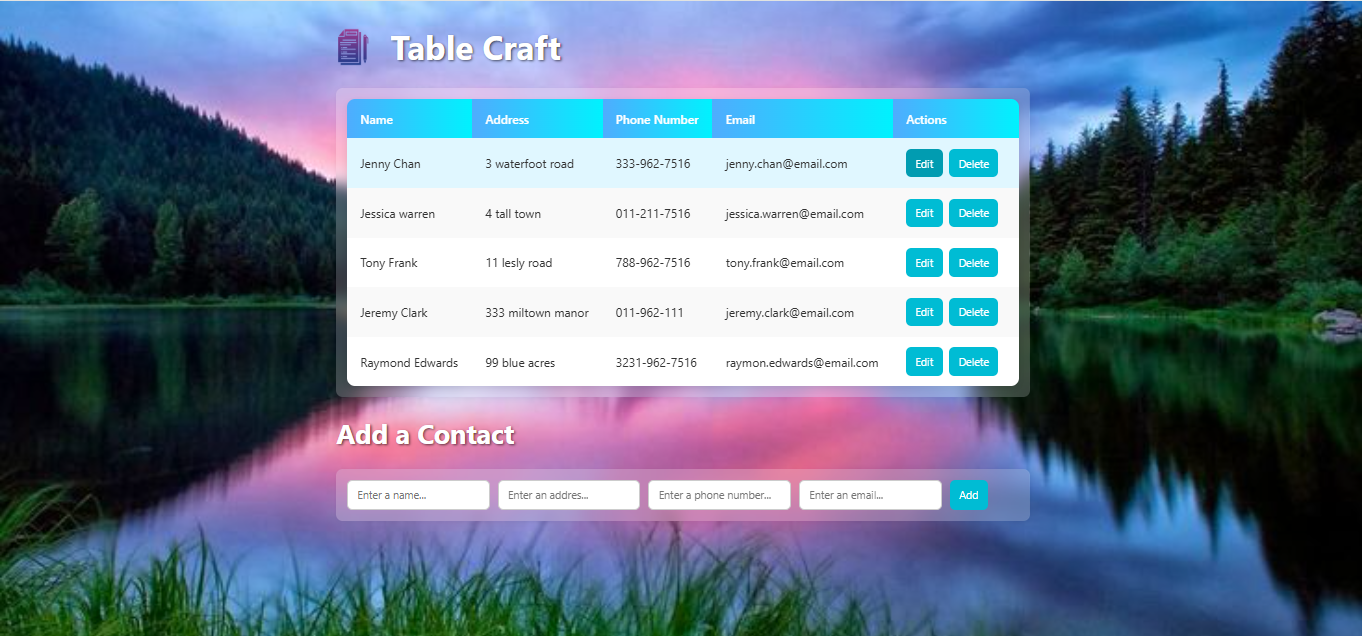 Table Craft
Name Address Phone Number Email Actions
Jenny Chan 3 waterfoot road 333-962-7516 jenny.chan@email.com Edit Delete
Jessica warren 4 tall town 011-211-7516 jessica.warren@email.com Edit Delete
Tony Frank 11 lesly road 788-962-7516 tony.frank@email.com Edit Delete
Jeremy Clark 333 miltown manor 011-962-111 jeremy.clark@email.com Edit Delete
Raymond Edwards 99 blue acres 3231-962-7516 raymon.edwards@email.com Edit Delete
Add a Contact
Enter a name... Enter an addres... Enter a phone number... Enter an email... Add